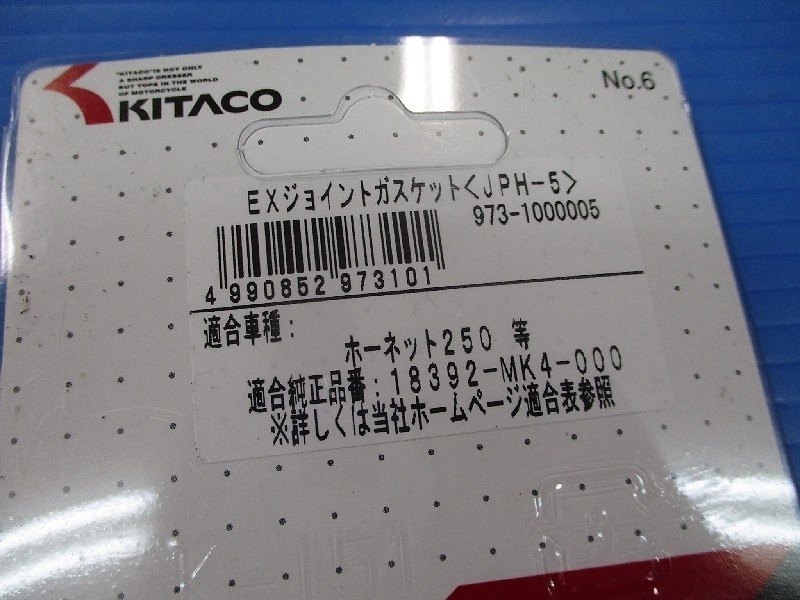 "KITACO"IS NOT ONLY
A SHARP DRESSER
BUT TOPS IN THE WORLD
OF MOTORCYCLE
KITACO
No.6
EXジョイントガスケット<JPH-5>
973-1000005
4 990852 973101
適合車種：
ホーネット250 等
適合純正品番：18392-MK4-000
※詳しくは当社ホームページ適合表参照